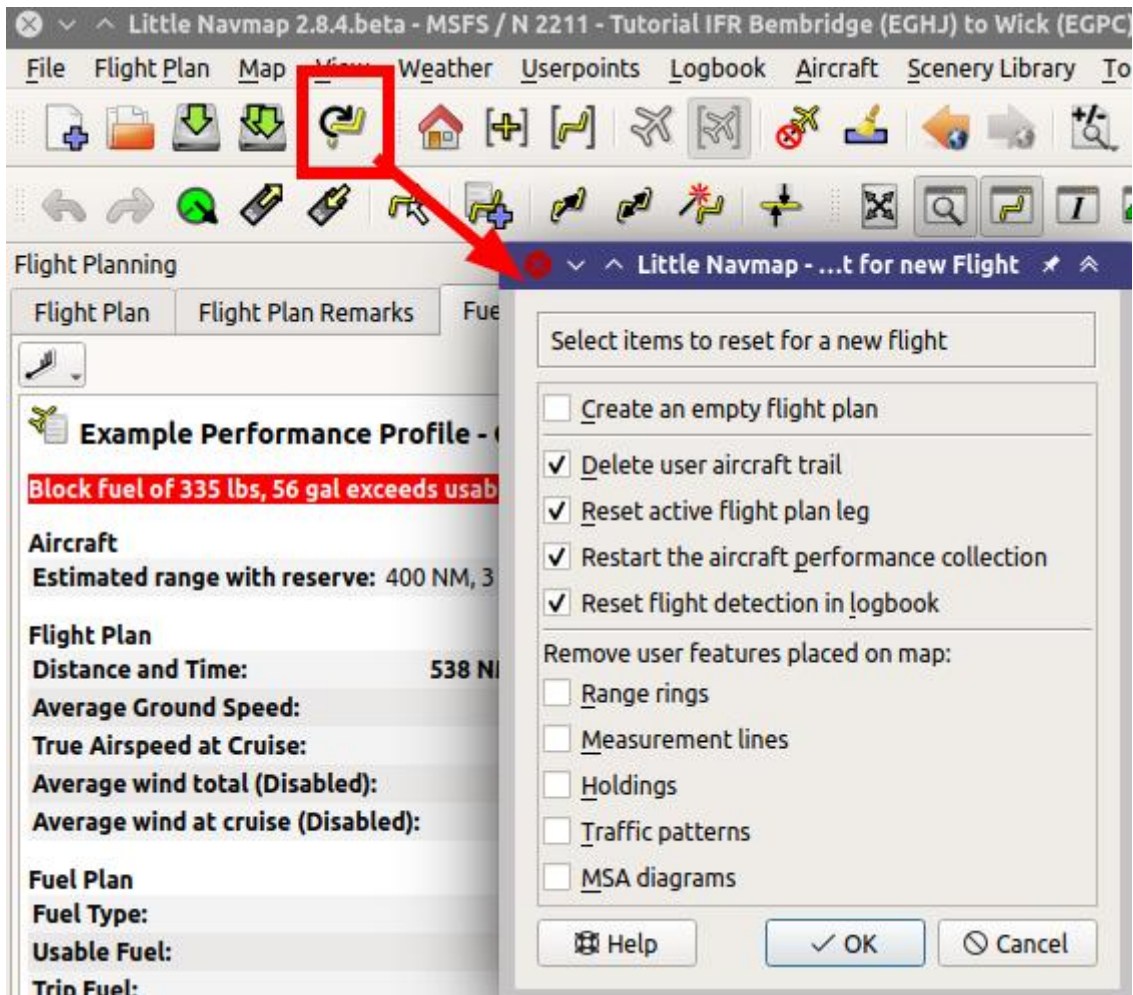 Little Navmap 2.8.4.beta - MSFS / N 2211 - Tutorial IFR Bembridge (EGHJ) to Wick (EGPC)
File Flight Plan Map View Weather Userpoints Logbook Aircraft Scenery Library To
Flight Planning
Flight Plan Flight Plan Remarks Fue
Example Performance Profile -
Block fuel of 335 lbs, 56 gal exceeds usab
Aircraft
Estimated range with reserve: 400 NM, 3
Flight Plan
Distance and Time: 538 N
Average Ground Speed:
True Airspeed at Cruise:
Average wind total (Disabled):
Average wind at cruise (Disabled):
Fuel Plan
Fuel Type:
Usable Fuel:
Trip Fuel:
Little Navmap - ...t for new Flight
Select items to reset for a new flight
Create an empty flight plan
Delete user aircraft trail
Reset active flight plan leg
Restart the aircraft performance collection
Reset flight detection in logbook
Remove user features placed on map:
Range rings
Measurement lines
Holdings
Traffic patterns
MSA diagrams
Help OK Cancel